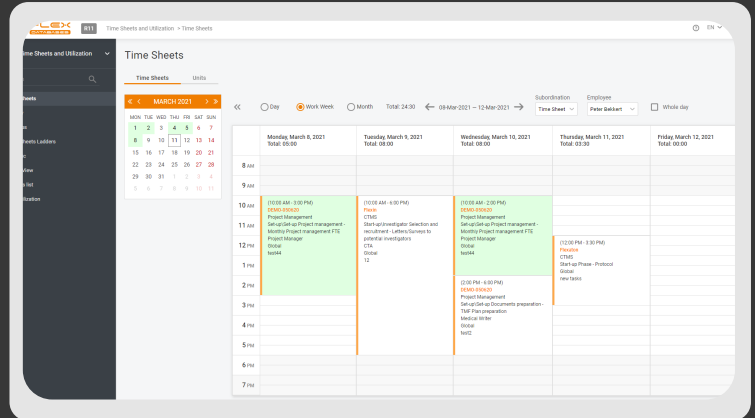 DATABASES
R11
Time Sheets and Utilization > Time Sheets
EN
Time Sheets and Utilization
Time Sheets
Time Sheets
Units
MARCH 2021
MON TUE WED THU FRI SAT SUN
1 2 3 4 5 6 7
8 9 10 11 12 13 14
15 16 17 18 19 20 21
22 23 24 25 26 27 28
29 30 31 1 2 3 4
5 6 7 8 9 10 11
Day
Work Week
Month
Total: 24:30
08-Mar-2021 — 12-Mar-2021
Subordination
Time Sheet
Employee
Peter Bekkert
Whole day
heets
heets Ladders
View
a list
ilization
Monday, March 8, 2021
Total: 05:00
Tuesday, March 9, 2021
Total: 08:00
Wednesday, March 10, 2021
Total: 08:00
Thursday, March 11, 2021
Total: 03:30
Friday, March 12, 2021
Total: 00:00
8 AM
9 AM
10 AM
11 AM
12 PM
1 PM
2 PM
3 PM
4 PM
5 PM
6 PM
7 PM
(10:00 AM - 3:00 PM)
DEMO-050620
Project Management
Set-up\Set-up Project management -
Monthly Project management FTE
Project Manager
Global
test44
(10:00 AM - 6:00 PM)
Flexin
CTMS
Start-up\Investigator Selection and
recruitment - Letters/Surveys to
potential investigators
CTA
Global
12
(10:00 AM - 2:00 PM)
DEMO-050620
Project Management
Set-up\Set-up Project management -
Monthly Project management FTE
Project Manager
Global
test44
(2:00 PM - 6:00 PM)
DEMO-050620
Project Management
Set-up\Set-up Documents preparation -
TMF Plan preparation
Medical Writer
Global
test2
(12:00 PM - 3:30 PM)
CTMS
Start-up Phase - Protocol
Global
new tasks